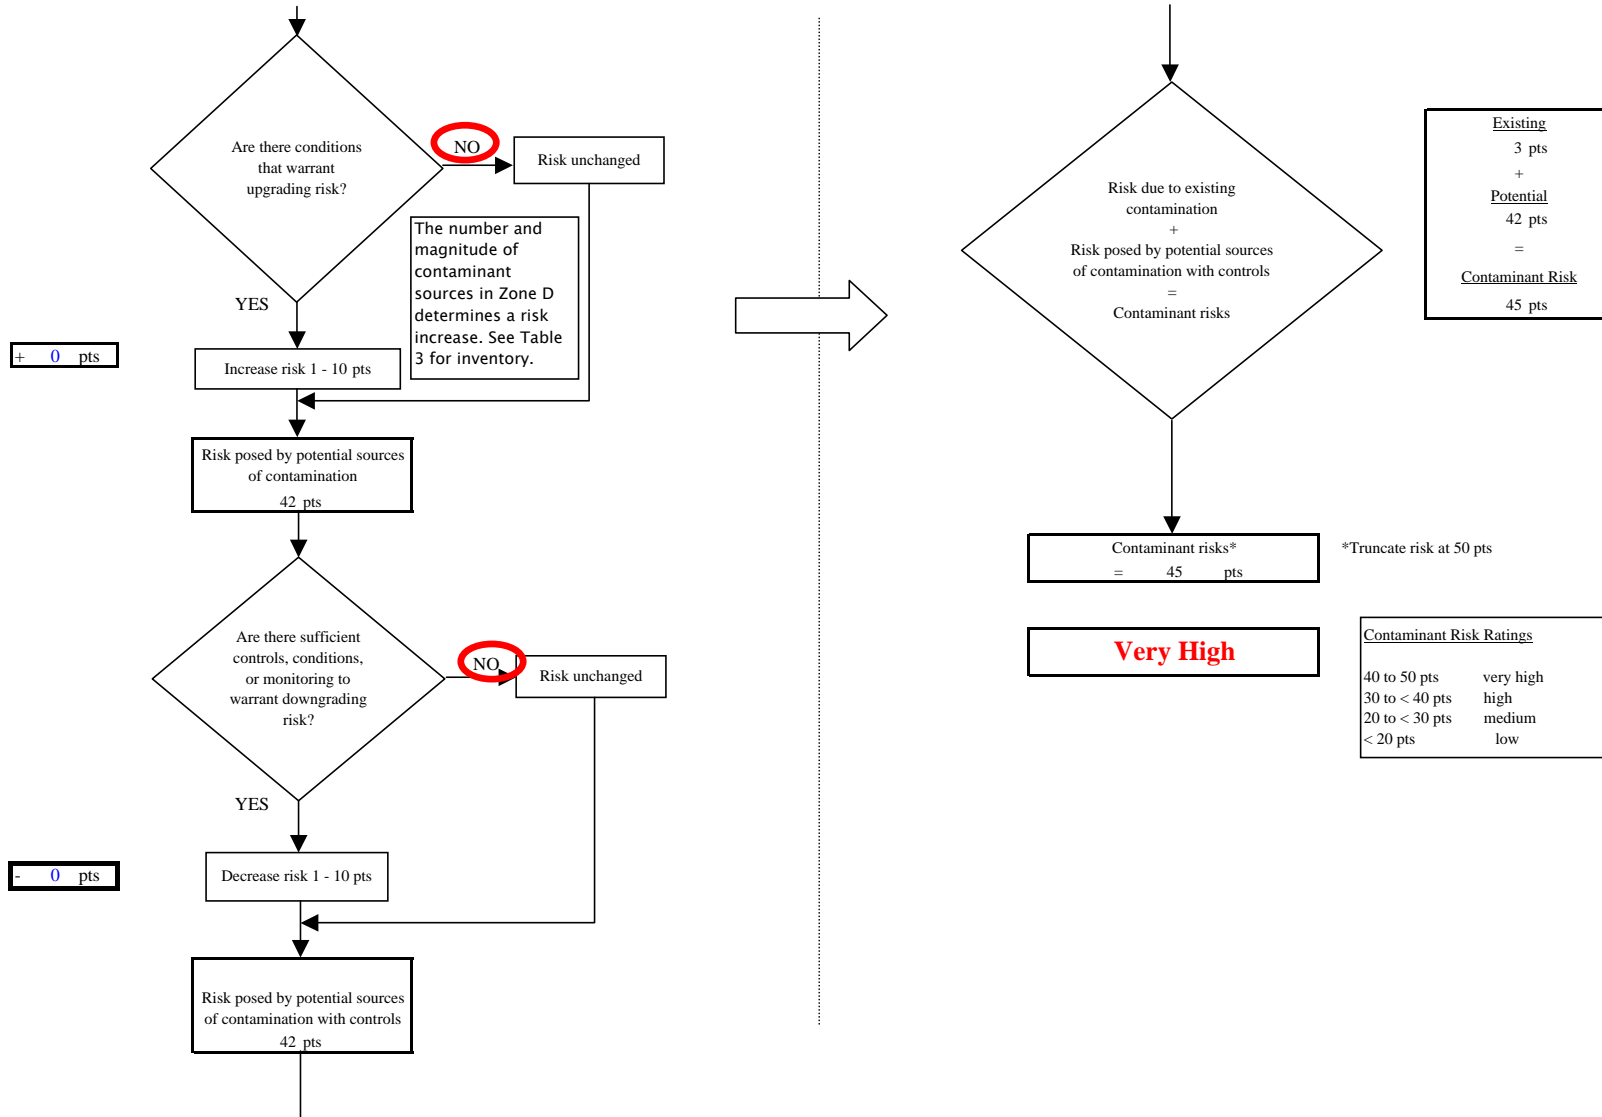 Are there conditions
that warrant
upgrading risk?
NO
Risk unchanged
The number and
magnitude of
contaminant
sources in Zone D
determines a risk
increase. See Table
3 for inventory.
YES
+ 0 pts
Increase risk 1 - 10 pts
Risk posed by potential sources
of contamination
42 pts
Are there sufficient
controls, conditions,
or monitoring to
warrant downgrading
risk?
NO
Risk unchanged
YES
- 0 pts
Decrease risk 1 - 10 pts
Risk posed by potential sources
of contamination with controls
42 pts
Risk due to existing
contamination
+
Risk posed by potential sources
of contamination with controls
=
Contaminant risks
Existing
3 pts
+
Potential
42 pts
=
Contaminant Risk
45 pts
Contaminant risks*
= 45 pts
*Truncate risk at 50 pts
Very High
Contaminant Risk Ratings
40 to 50 pts very high
30 to < 40 pts high
20 to < 30 pts medium
< 20 pts low